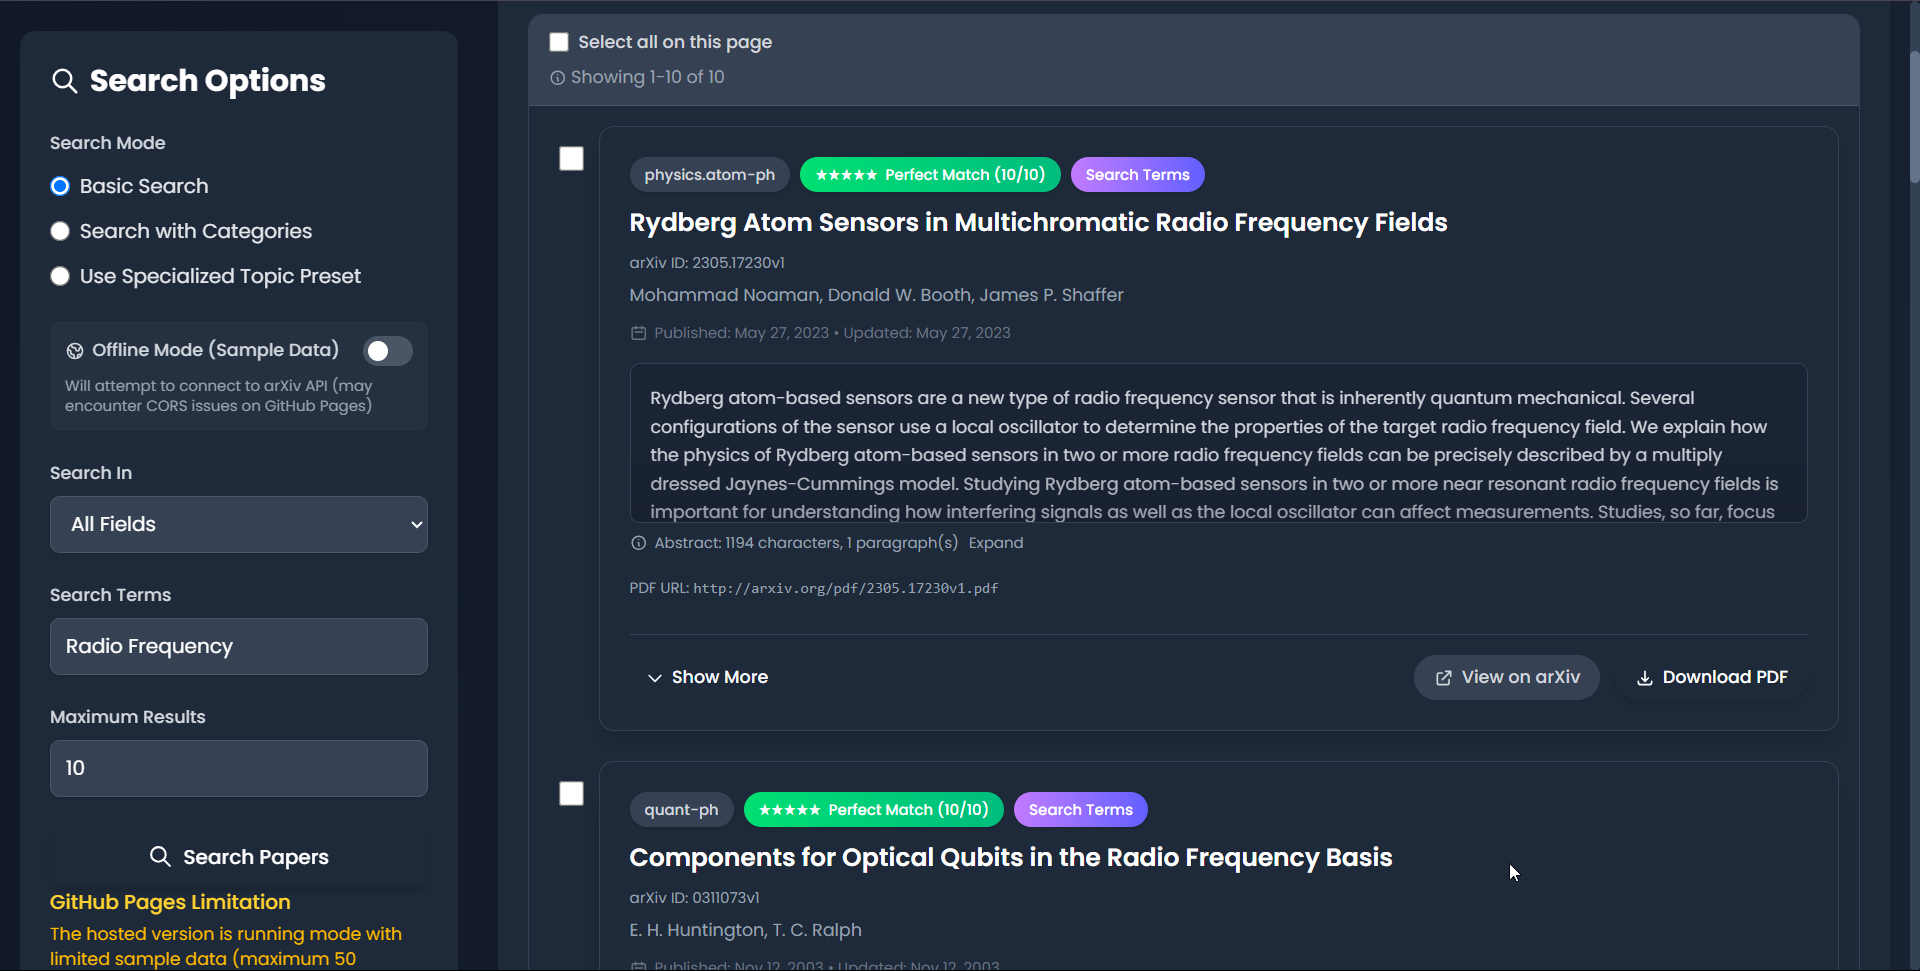 Search Options
Search Mode
Basic Search
Search with Categories
Use Specialized Topic Preset
Offline Mode (Sample Data)
Will attempt to connect to arXiv API (may
encounter CORS issues on GitHub Pages)
Search In
All Fields
Search Terms
Radio Frequency
Maximum Results
10
Search Papers
GitHub Pages Limitation
The hosted version is running mode with
limited sample data (maximum 50
Select all on this page
Showing 1-10 of 10
physics.atom-ph ★★★★★ Perfect Match (10/10) Search Terms
Rydberg Atom Sensors in Multichromatic Radio Frequency Fields
arXiv ID: 2305.17230v1
Mohammad Noaman, Donald W. Booth, James P. Shaffer
Published: May 27, 2023 • Updated: May 27, 2023
Rydberg atom-based sensors are a new type of radio frequency sensor that is inherently quantum mechanical. Several
configurations of the sensor use a local oscillator to determine the properties of the target radio frequency field. We explain how
the physics of Rydberg atom-based sensors in two or more radio frequency fields can be precisely described by a multiply
dressed Jaynes-Cummings model. Studying Rydberg atom-based sensors in two or more near resonant radio frequency fields is
important for understanding how interfering signals as well as the local oscillator can affect measurements. Studies, so far, focus
Abstract: 1194 characters, 1 paragraph(s) Expand
PDF URL: http://arxiv.org/pdf/2305.17230v1.pdf
Show More View on arXiv Download PDF
quant-ph ★★★★★ Perfect Match (10/10) Search Terms
Components for Optical Qubits in the Radio Frequency Basis
arXiv ID: 0311073v1
E. H. Huntington, T. C. Ralph
Published: Nov 12, 2003 • Updated: Nov 12, 2003